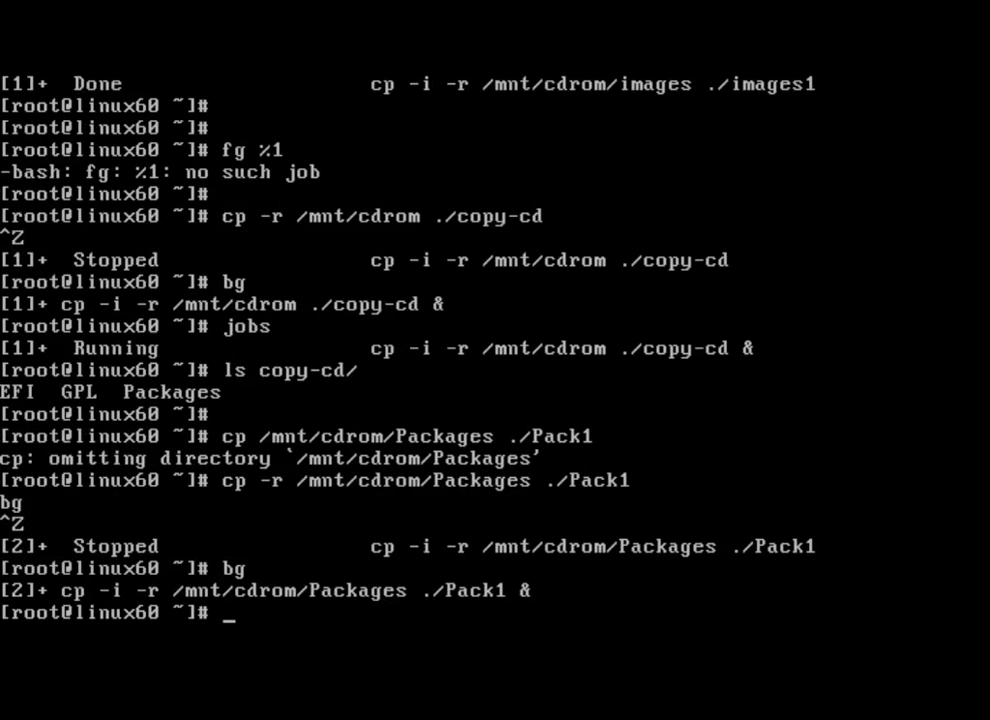 [1]+  Done                    cp -i -r /mnt/cdrom/images ./images1
[root@linux60 ~]#
[root@linux60 ~]#
[root@linux60 ~]# fg %1
-bash: fg: %1: no such job
[root@linux60 ~]#
[root@linux60 ~]# cp -r /mnt/cdrom ./copy-cd
^Z
[1]+  Stopped                 cp -i -r /mnt/cdrom ./copy-cd
[root@linux60 ~]# bg
[1]+ cp -i -r /mnt/cdrom ./copy-cd &
[root@linux60 ~]# jobs
[1]+  Running                 cp -i -r /mnt/cdrom ./copy-cd &
[root@linux60 ~]# ls copy-cd/
EFI  GPL  Packages
[root@linux60 ~]#
[root@linux60 ~]# cp /mnt/cdrom/Packages ./Pack1
cp: omitting directory `/mnt/cdrom/Packages'
[root@linux60 ~]# cp -r /mnt/cdrom/Packages ./Pack1
bg
^Z
[2]+  Stopped                 cp -i -r /mnt/cdrom/Packages ./Pack1
[root@linux60 ~]# bg
[2]+ cp -i -r /mnt/cdrom/Packages ./Pack1 &
[root@linux60 ~]# _